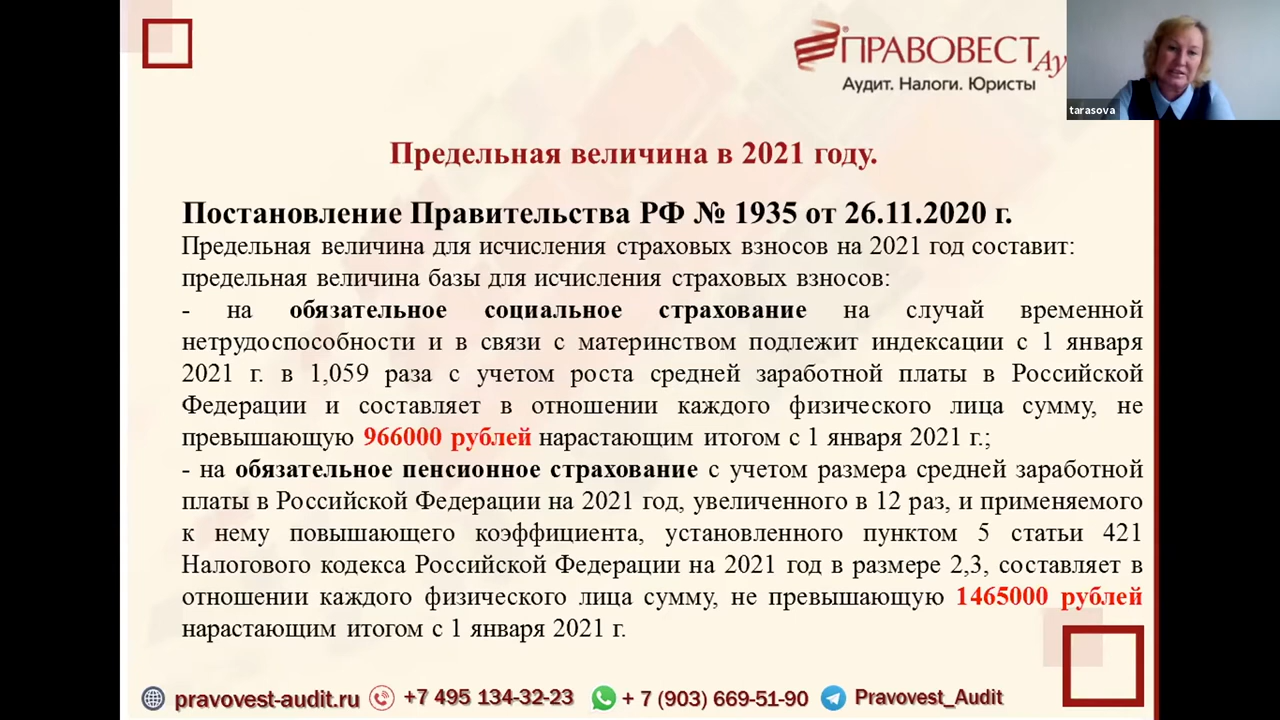 ПРАВОВЕСТ Ау
Аудит. Налоги. Юристы
tarasova
Предельная величина в 2021 году.
Постановление Правительства РФ № 1935 от 26.11.2020 г.
Предельная величина для исчисления страховых взносов на 2021 год составит:
предельная величина базы для исчисления страховых взносов:
- на обязательное социальное страхование на случай временной
нетрудоспособности и в связи с материнством подлежит индексации с 1 января
2021 г. в 1,059 раза с учетом роста средней заработной платы в Российской
Федерации и составляет в отношении каждого физического лица сумму, не
превышающую 966000 рублей нарастающим итогом с 1 января 2021 г.;
- на обязательное пенсионное страхование с учетом размера средней заработной
платы в Российской Федерации на 2021 год, увеличенного в 12 раз, и применяемого
к нему повышающего коэффициента, установленного пунктом 5 статьи 421
Налогового кодекса Российской Федерации на 2021 год в размере 2,3, составляет в
отношении каждого физического лица сумму, не превышающую 1465000 рублей
нарастающим итогом с 1 января 2021 г.
pravovest-audit.ru +7 495 134-32-23 + 7 (903) 669-51-90 Pravovest_Audit